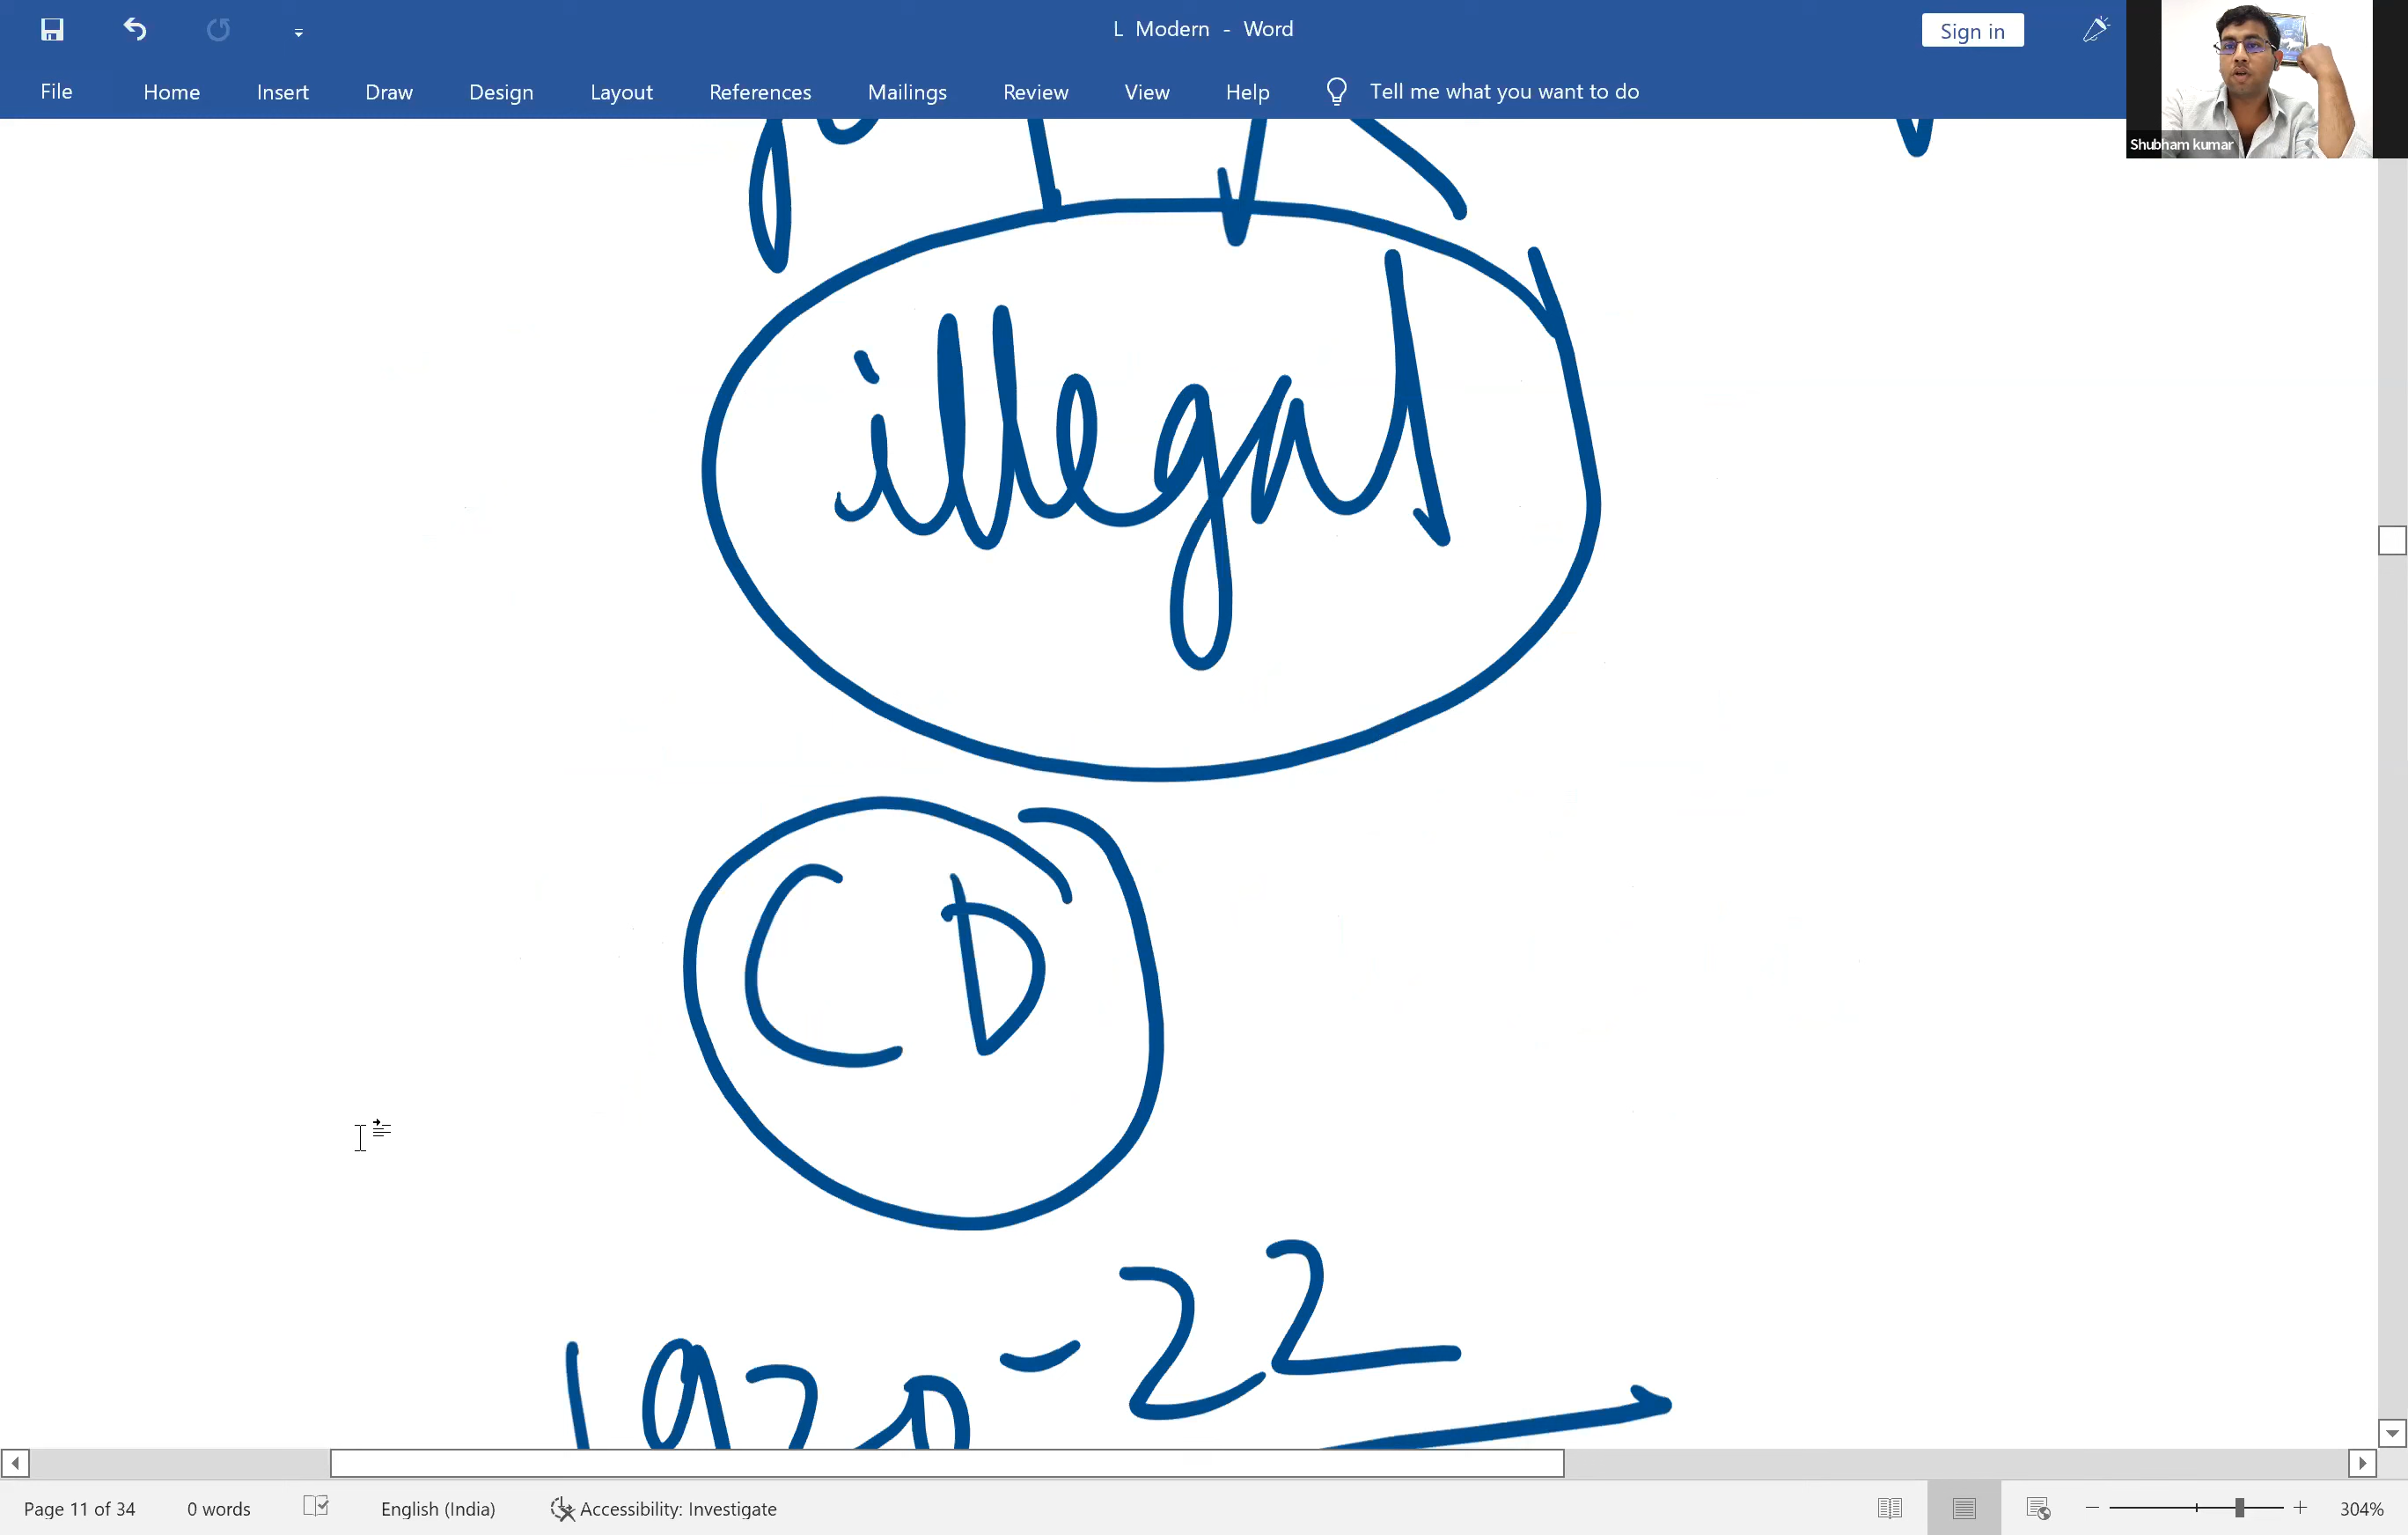 L Modern - Word
Sign in
File Home Insert Draw Design Layout References Mailings Review View Help Tell me what you want to do
Shubham kumar
illegal
CD
1920-22
Page 11 of 34 0 words English (India) Accessibility: Investigate 304%